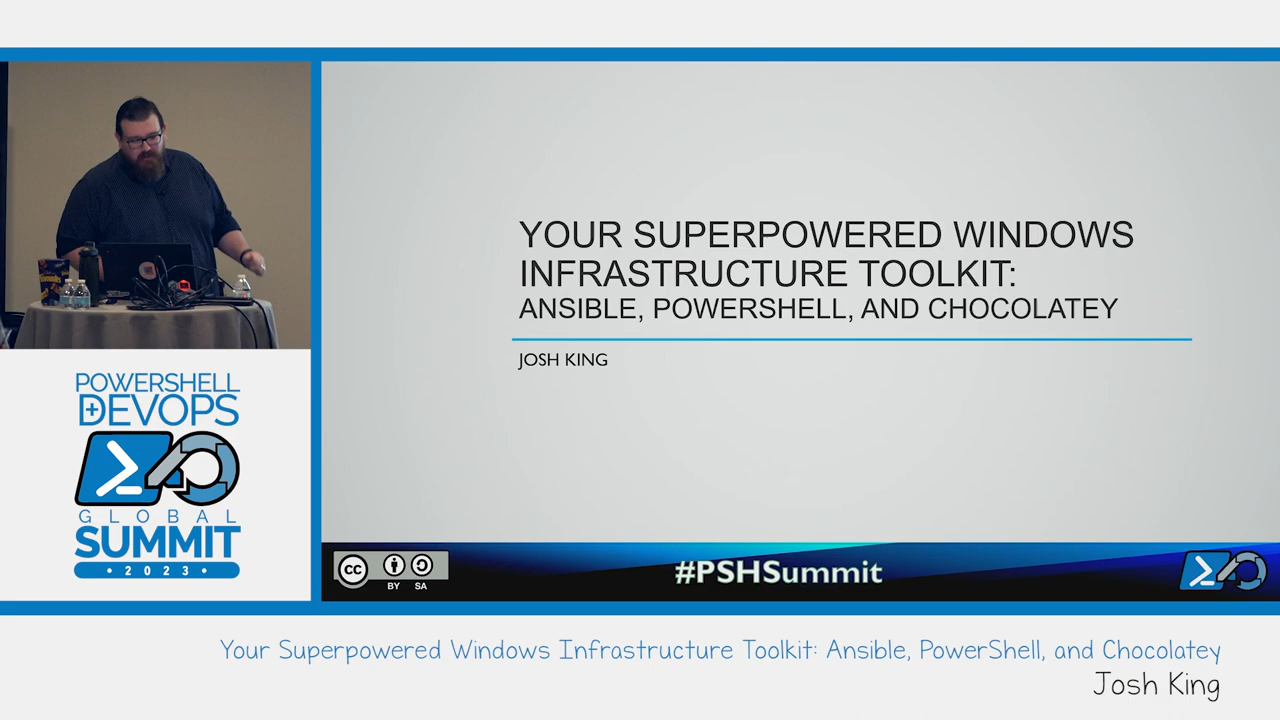 YOUR SUPERPOWERED WINDOWS
INFRASTRUCTURE TOOLKIT:
ANSIBLE, POWERSHELL, AND CHOCOLATEY
JOSH KING
POWERSHELL
+DEVOPS
GLOBAL
SUMMIT
• 2023 •
CC
BY SA
#PSHSummit
Your Superpowered Windows Infrastructure Toolkit: Ansible, PowerShell, and Chocolatey
Josh King